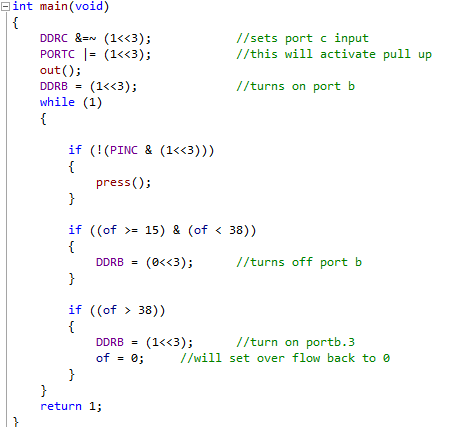 int main(void)
{
DDRC &=~ (1<<3); //sets port c input
PORTC |= (1<<3); //this will activate pull up
out();
DDRB = (1<<3); //turns on port b
while (1)
{
if (!(PINC & (1<<3)))
{
press();
}
if ((of >= 15) & (of < 38))
{
DDRB = (0<<3); //turns off port b
}
if ((of > 38))
{
DDRB = (1<<3); //turn on portb.3
of = 0; //will set over flow back to 0
}
}
return 1;
}